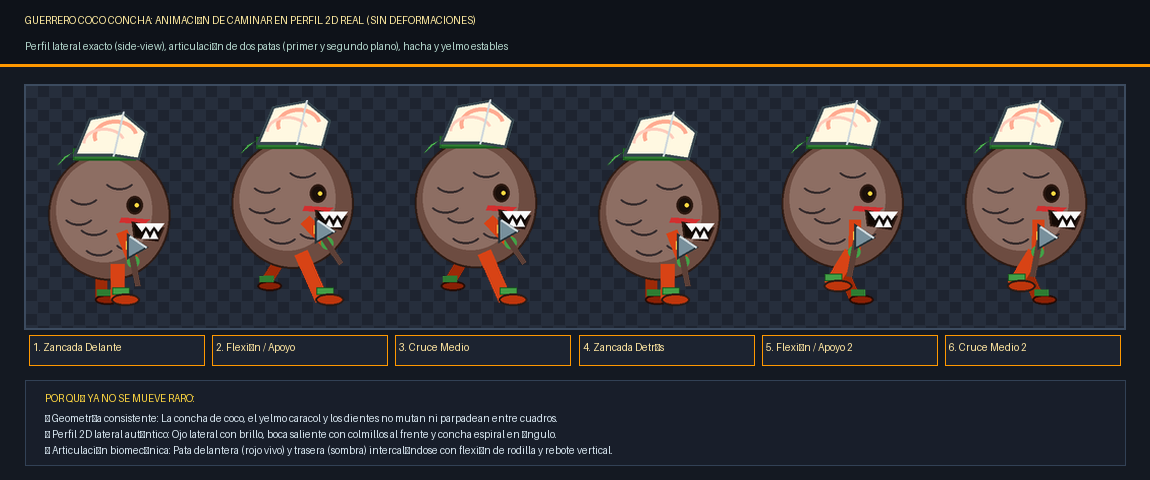 GUERRERO COCO CONCHA: ANIMACI▯N DE CAMINAR EN PERFIL 2D REAL (SIN DEFORMACIONES)
Perfil lateral exacto (side-view), articulaci▯n de dos patas (primer y segundo plano), hacha y yelmo estables
1. Zancada Delante
2. Flexi▯n / Apoyo
3. Cruce Medio
4. Zancada Detr▯s
5. Flexi▯n / Apoyo 2
6. Cruce Medio 2
POR QU▯ YA NO SE MUEVE RARO:
▯ Geometr▯a consistente: La concha de coco, el yelmo caracol y los dientes no mutan ni parpadean entre cuadros.
▯ Perfil 2D lateral aut▯ntico: Ojo lateral con brillo, boca saliente con colmillos al frente y concha espiral en ▯ngulo.
▯ Articulaci▯n biomec▯nica: Pata delantera (rojo vivo) y trasera (sombra) intercal▯ndose con flexi▯n de rodilla y rebote vertical.